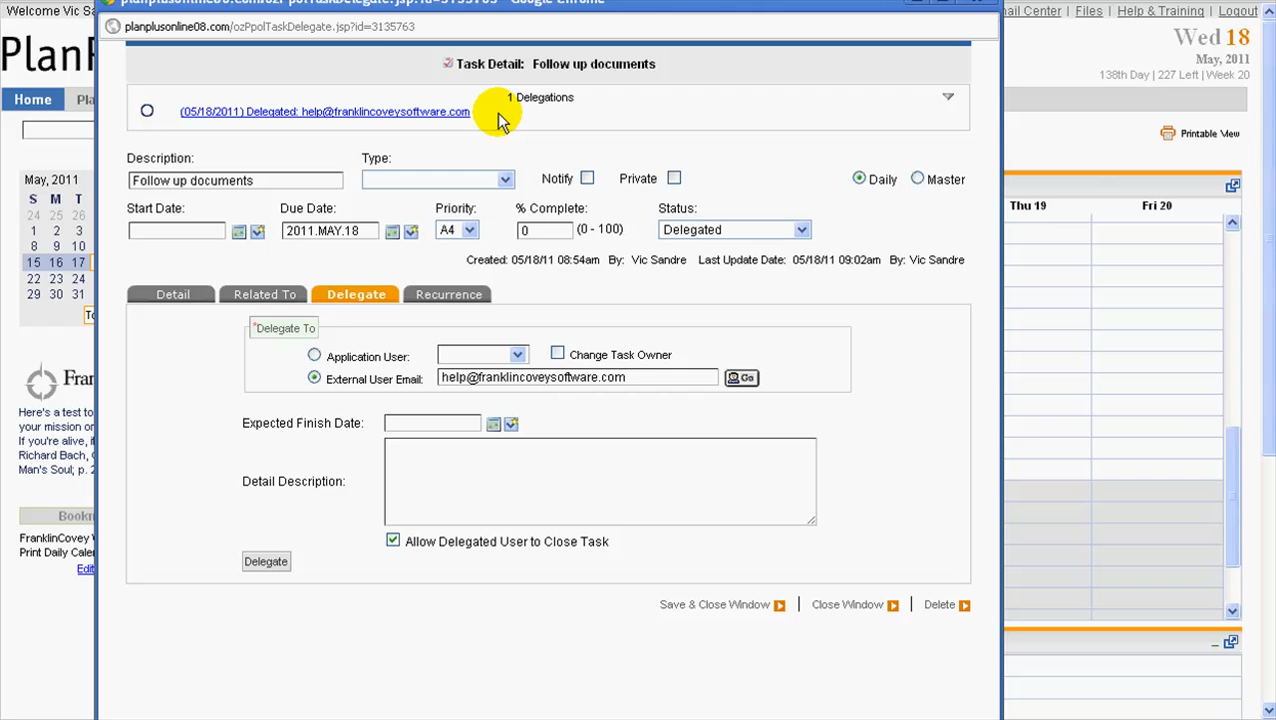 planplusonline08.com/ozPpolTaskDelegate.jsp?id=3135763
Welcome Vic Sa
Files | Help & Training | Logout
PlanP
Wed 18
May, 2011
138th Day | 227 Left | Week 20
Home
Task Detail: Follow up documents
1 Delegations
(05/18/2011) Delegated: help@franklincoveysoftware.com
Printable View
Description:
Type:
Follow up documents
Notify
Private
Daily
Master
Start Date:
Due Date:
Priority:
% Complete:
Status:
2011.MAY.18
A4
0
(0 - 100)
Delegated
Created: 05/18/11 08:54am By: Vic Sandre Last Update Date: 05/18/11 09:02am By: Vic Sandre
Detail
Related To
Delegate
Recurrence
*Delegate To
Application User:
Change Task Owner
External User Email:
help@franklincoveysoftware.com
Go
Expected Finish Date:
Detail Description:
Allow Delegated User to Close Task
Delegate
Save & Close Window | Close Window | Delete
May, 2011
S M T
24 25 26
1 2 3
8 9 10
15 16 17
22 23 24
29 30 31
To
Fran
Here's a test to
your mission on
If you're alive, i
Richard Bach,
Man's Soul; p. 2
Bookm
FranklinCovey W
Print Daily Caler
Edit
Thu 19
Fri 20